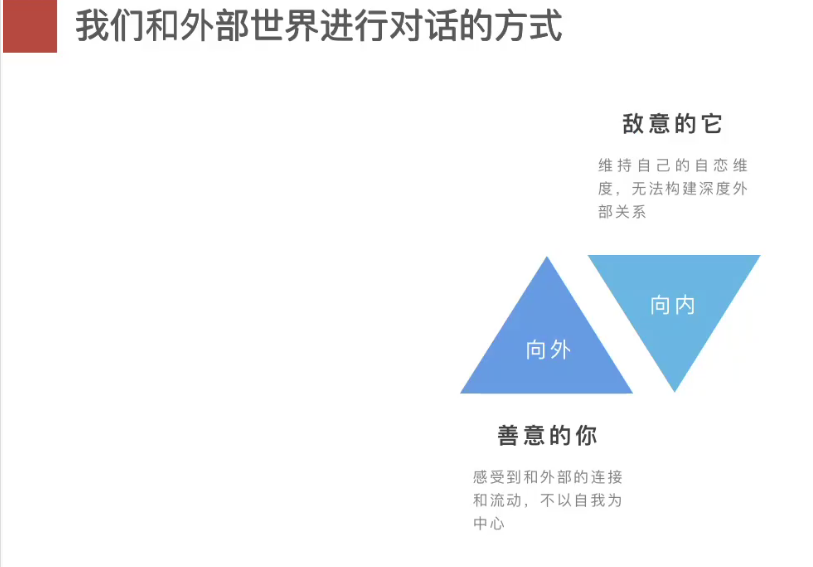 我们和外部世界进行对话的方式
敌意的它
维持自己的自恋维
度，无法构建深度外
部关系
向内
向外
善意的你
感受到和外部的连接
和流动，不以自我为
中心